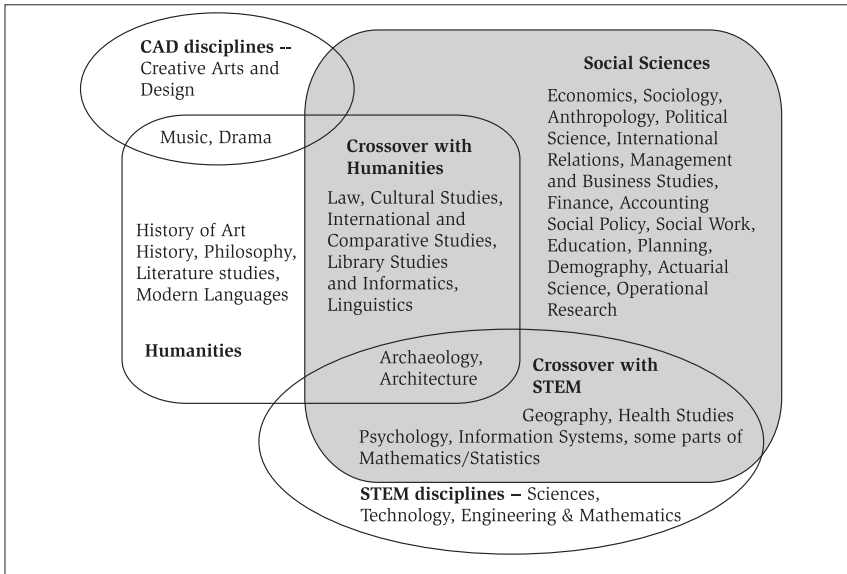 CAD disciplines --
Creative Arts and
Design
Music, Drama
History of Art
History, Philosophy,
Literature studies,
Modern Languages
Humanities
Crossover with
Humanities
Law, Cultural Studies,
International and
Comparative Studies,
Library Studies
and Informatics,
Linguistics
Archaeology,
Architecture
Social Sciences
Economics, Sociology,
Anthropology, Political
Science, International
Relations, Management
and Business Studies,
Finance, Accounting
Social Policy, Social Work,
Education, Planning,
Demography, Actuarial
Science, Operational
Research
Crossover with
STEM
Geography, Health Studies
Psychology, Information Systems, some parts of
Mathematics/Statistics
STEM disciplines – Sciences,
Technology, Engineering & Mathematics